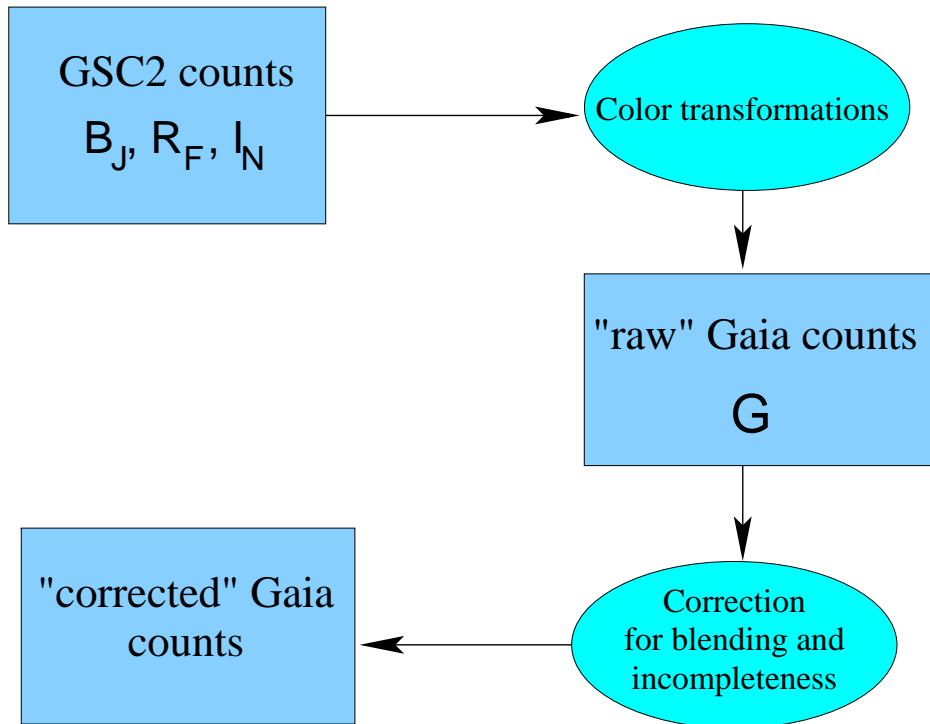 GSC2 counts
B_J, R_F, I_N
Color transformations
"raw" Gaia counts
G
Correction
for blending and
incompleteness
"corrected" Gaia
counts